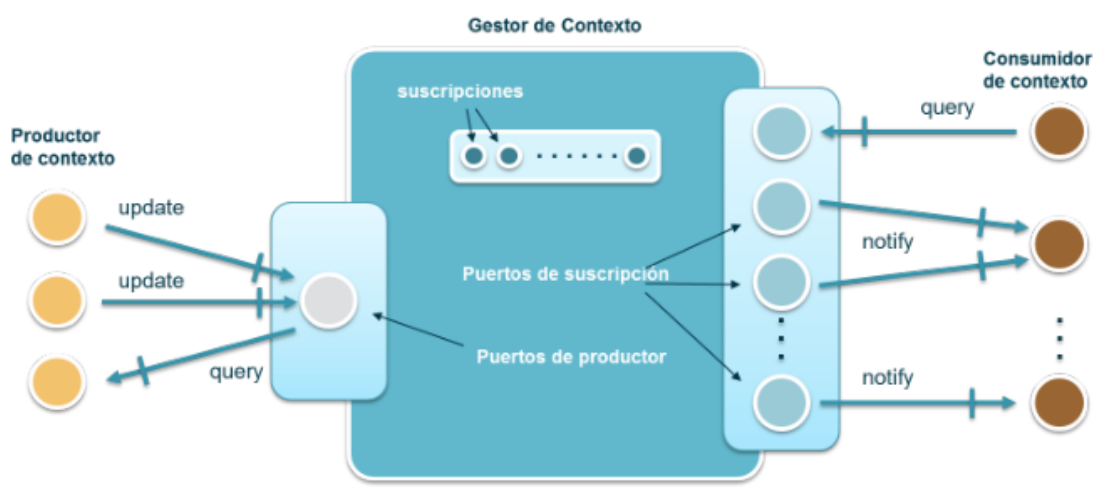 Gestor de Contexto
suscripciones
Consumidor
de contexto
query
Productor
de contexto
update
notify
Puertos de suscripción
update
Puertos de productor
query
notify